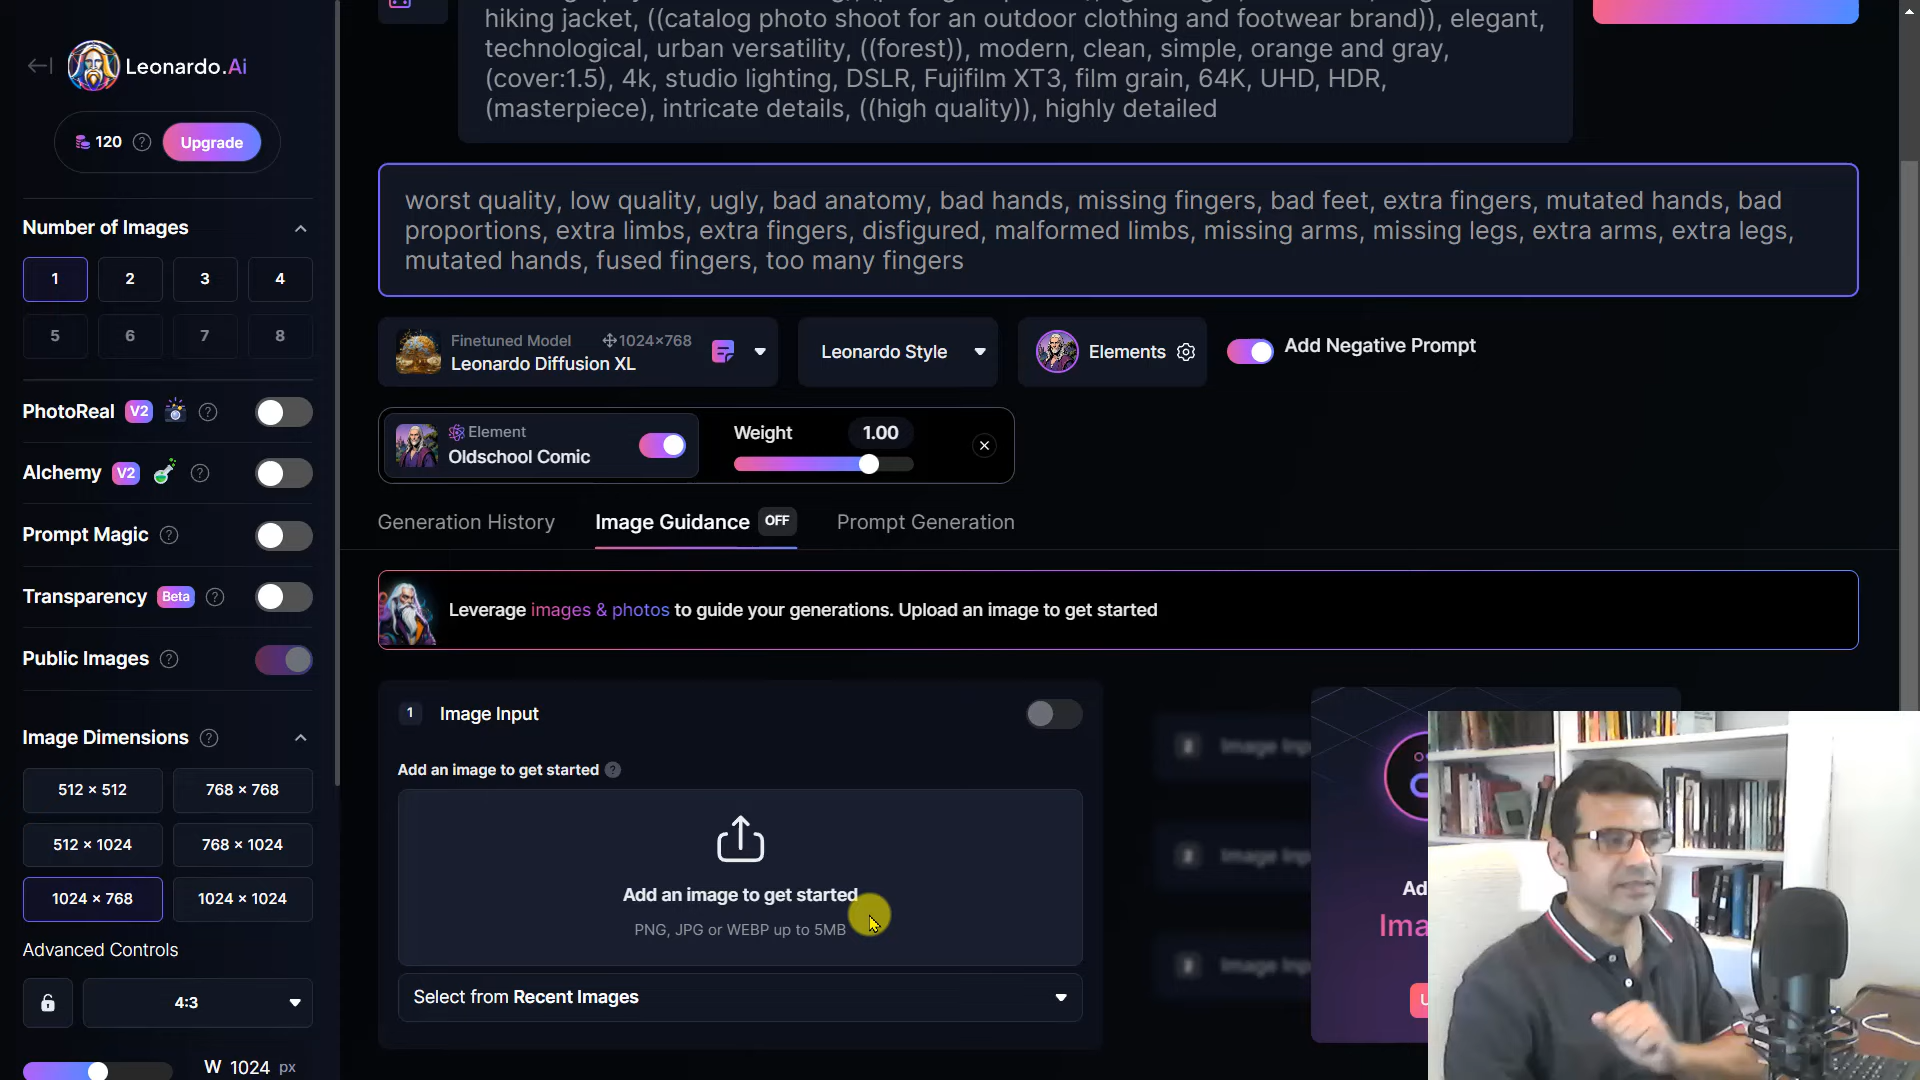 Leonardo.Ai
120
Upgrade
Number of Images
1
2
3
4
5
6
7
8
PhotoReal V2
Alchemy V2
Prompt Magic
Transparency Beta
Public Images
Image Dimensions
512 × 512
768 × 768
512 × 1024
768 × 1024
1024 × 768
1024 × 1024
Advanced Controls
4:3
W 1024 px
hiking jacket, ((catalog photo shoot for an outdoor clothing and footwear brand)), elegant,
technological, urban versatility, ((forest)), modern, clean, simple, orange and gray,
(cover:1.5), 4k, studio lighting, DSLR, Fujifilm XT3, film grain, 64K, UHD, HDR,
(masterpiece), intricate details, ((high quality)), highly detailed
worst quality, low quality, ugly, bad anatomy, bad hands, missing fingers, bad feet, extra fingers, mutated hands, bad
proportions, extra limbs, extra fingers, disfigured, malformed limbs, missing arms, missing legs, extra arms, extra legs,
mutated hands, fused fingers, too many fingers
Finetuned Model
1024×768
Leonardo Diffusion XL
Leonardo Style
Elements
Add Negative Prompt
Element
Oldschool Comic
Weight
1.00
Generation History
Image Guidance OFF
Prompt Generation
Leverage images & photos to guide your generations. Upload an image to get started
1
Image Input
Add an image to get started
Add an image to get started
PNG, JPG or WEBP up to 5MB
Select from Recent Images
2 Image Inp
Image Inp
Image Inp
Ad
Ima